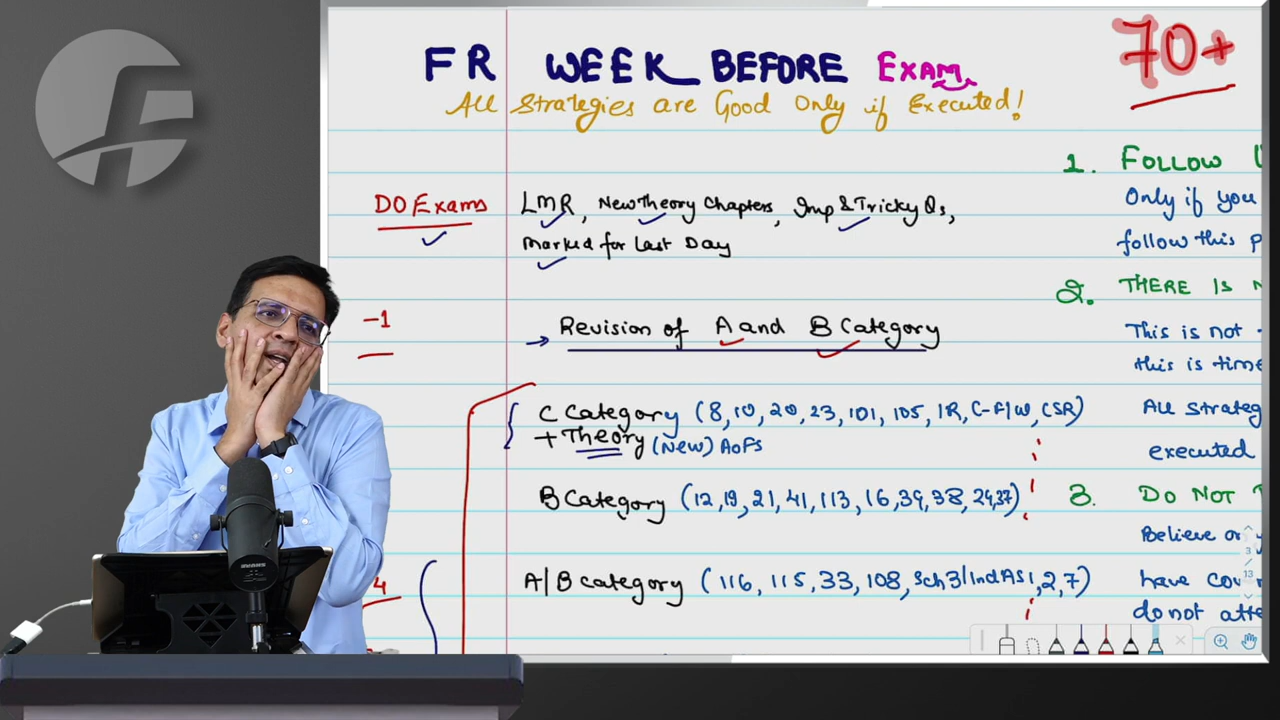 FR WEEK BEFORE Exam
70+
All Strategies are Good Only if Executed!
DO Exams
LMR, New Theory Chapters, Imp & Tricky Qs,
Marked for Last Day
-1
→ Revision of A and B Category
C Category (8, 10, 20, 23, 101, 105, IR, C-F/W, CSR)
+ Theory (New) AoFS
B Category (12, 19, 21, 41, 113, 16, 34, 38, 24, 37)
4
A/B Category (116, 115, 33, 108, Sch 3/Ind AS 1, 2, 7)
1. FOLLOW
Only if you
follow this
2. THERE IS
This is not
this is time
All Strateg
executed
3. DO NOT
Believe or
have cou
do not atte
3
13